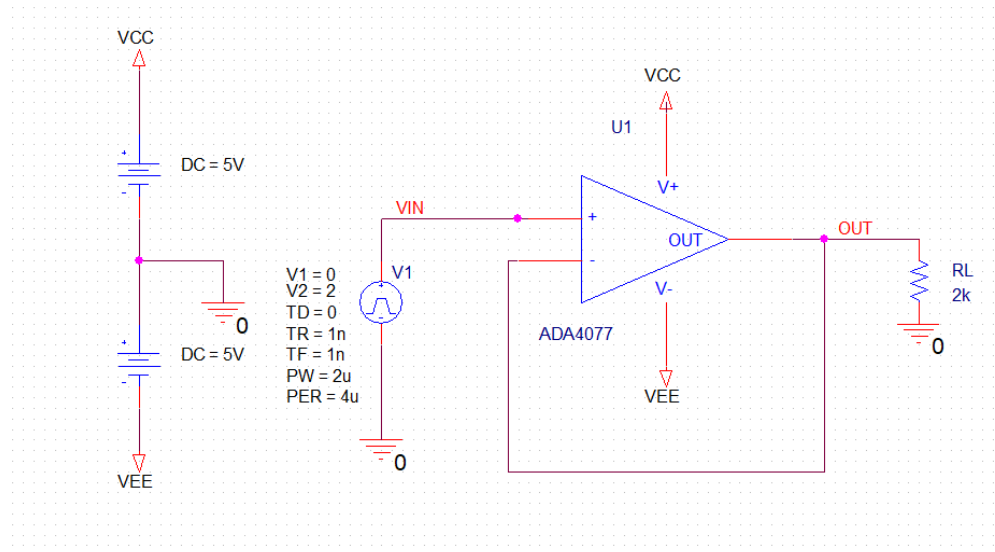 VCC
+
DC = 5V
-
0
+
DC = 5V
-
VEE
VIN
V1 = 0
V2 = 2
TD = 0
TR = 1n
TF = 1n
PW = 2u
PER = 4u
V1
+
-
0
VCC
U1
V+
+
OUT
-
V-
ADA4077
VEE
OUT
RL
2k
0